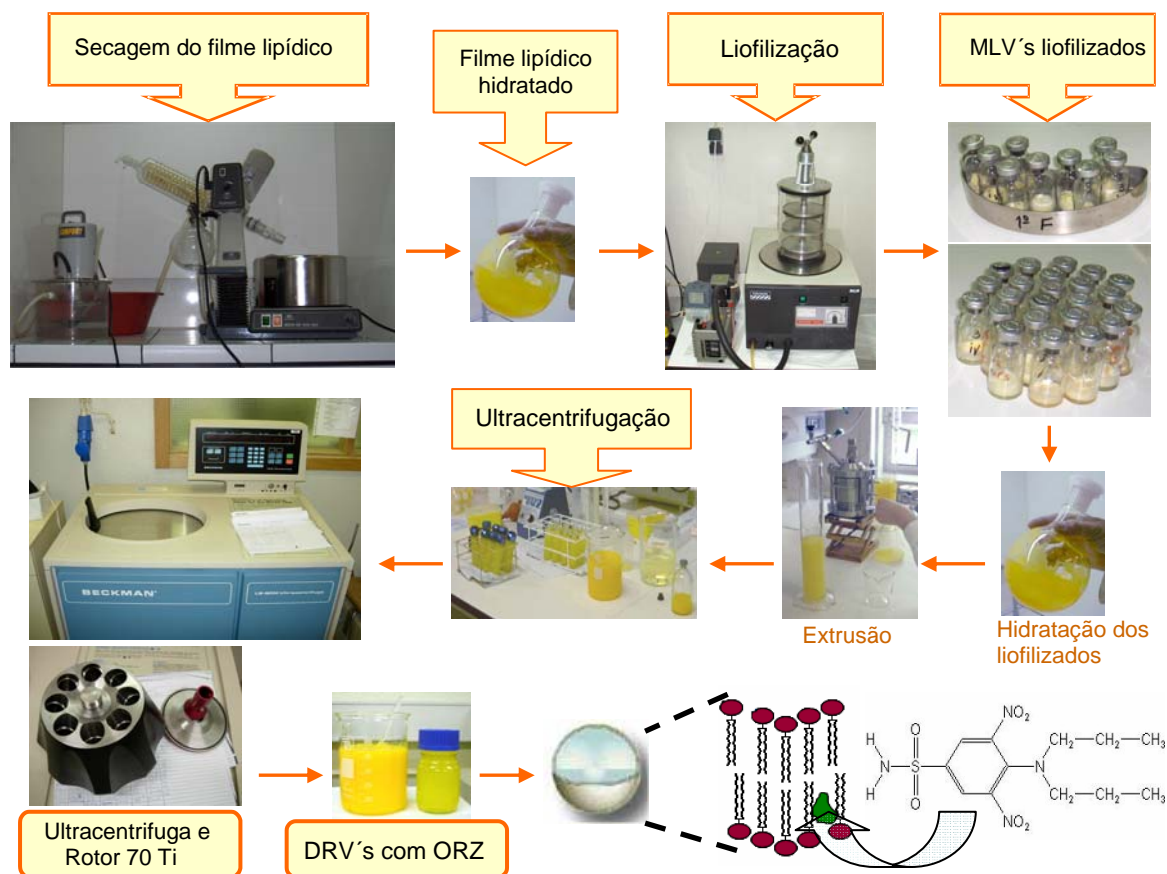 Secagem do filme lipídico
Filme lipídico
hidratado
Liofilização
MLV´s liofilizados
1ª F
Ultracentrifugação
BECKMAN
BECKMAN
Extrusão
Hidratação dos
liofilizados
Ultracentrifuga e
Rotor 70 Ti
DRV´s com ORZ
NO2
O
H
N
S
H
O
CH2—CH2—CH3
N
CH2—CH2—CH3
NO2